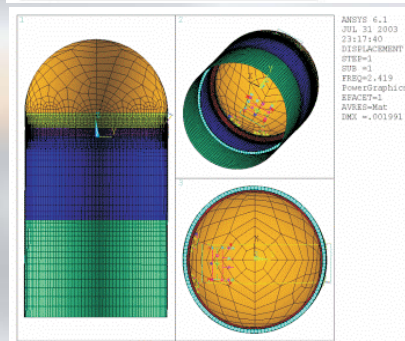 1
2
3
ANSYS 6.1
JUL 31 2003
23:17:40
DISPLACEMENT
STEP=1
SUB =1
FREQ=2.419
PowerGraphics
EFACET=1
AVRES=Mat
DMX =.001991